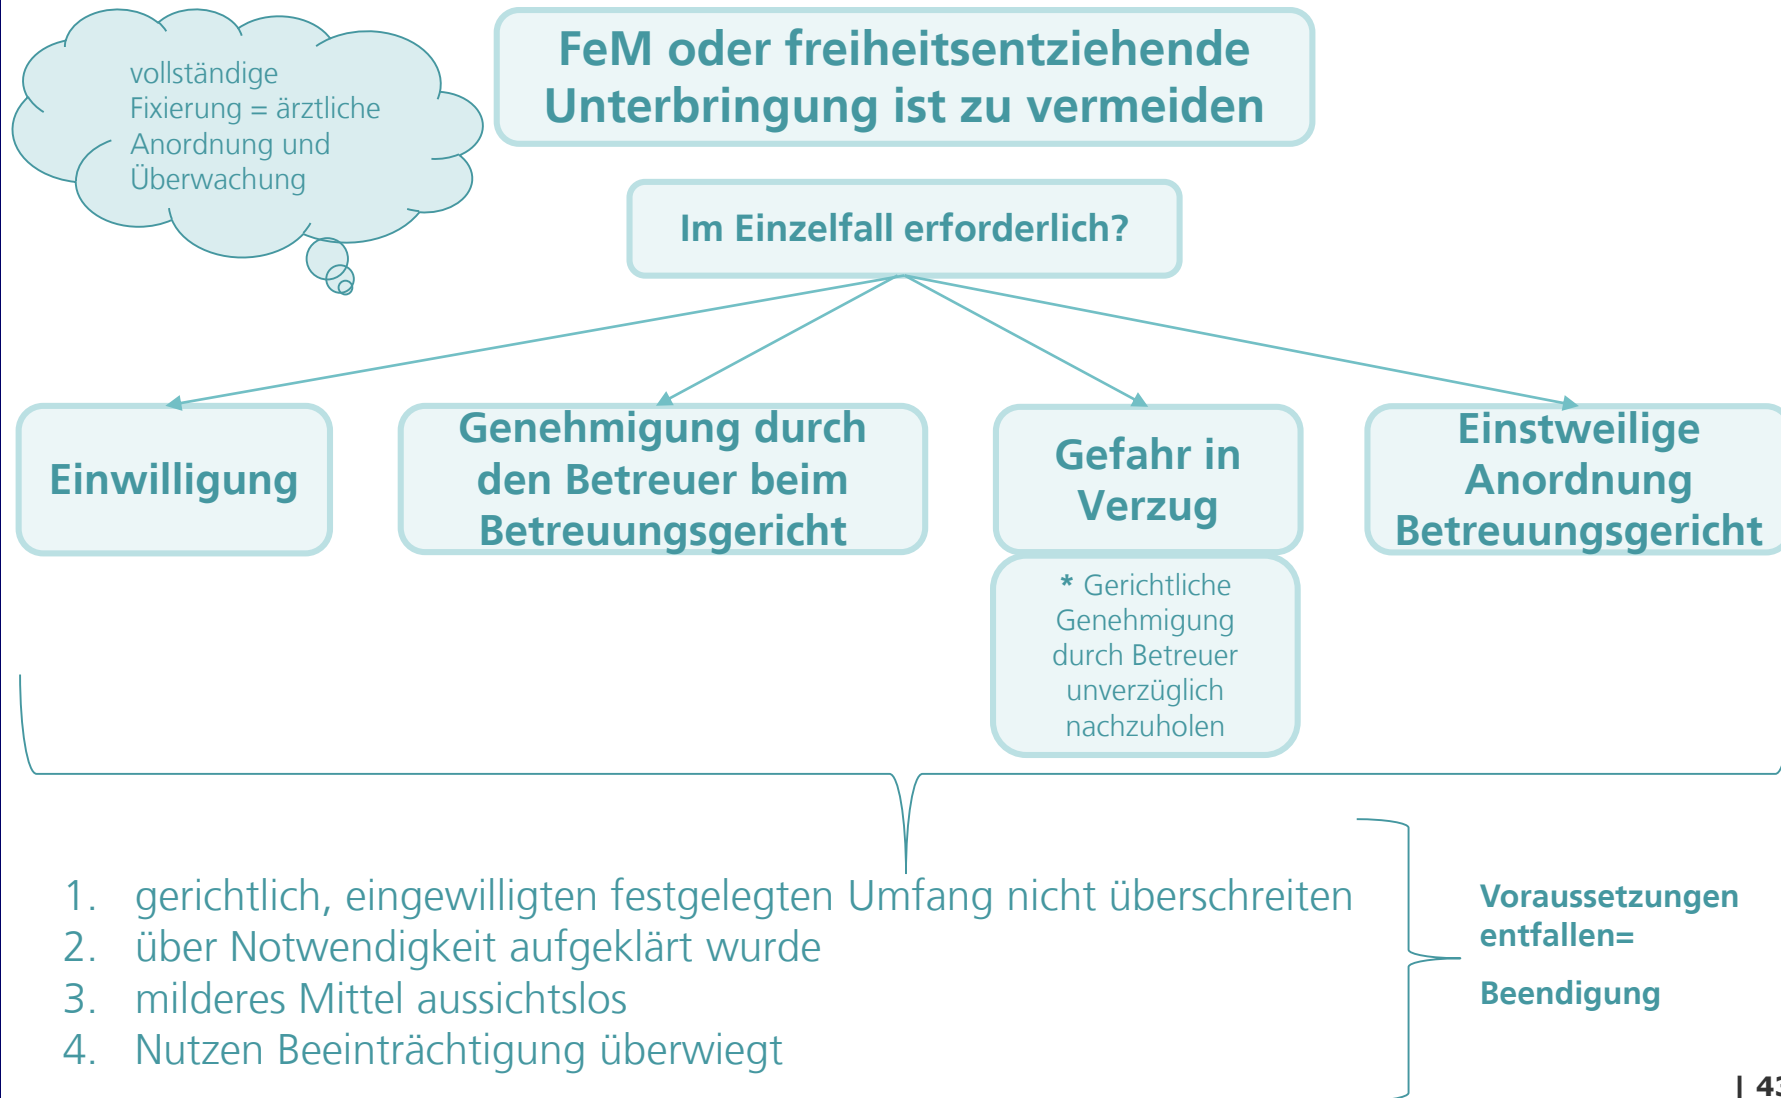 vollständige
Fixierung = ärztliche
Anordnung und
Überwachung
FeM oder freiheitsentziehende
Unterbringung ist zu vermeiden
Im Einzelfall erforderlich?
Einwilligung
Genehmigung durch
den Betreuer beim
Betreuungsgericht
Gefahr in
Verzug
* Gerichtliche
Genehmigung
durch Betreuer
unverzüglich
nachzuholen
Einstweilige
Anordnung
Betreuungsgericht
1. gerichtlich, eingewilligten festgelegten Umfang nicht überschreiten
2. über Notwendigkeit aufgeklärt wurde
3. milderes Mittel aussichtslos
4. Nutzen Beeinträchtigung überwiegt
Voraussetzungen
entfallen=
Beendigung
| 43